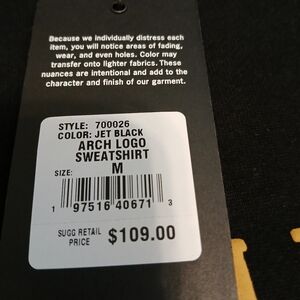 Because we individually distress each
item, you will notice areas of fading,
wear, and even holes. Color may
transfer onto lighter fabrics. These
nuances are intentional and add to the
character and finish of our garment.
STYLE: 700026
COLOR: JET BLACK
ARCH LOGO
SWEATSHIRT
SIZE: M
1 97516 40671 3
SUGG RETAIL
PRICE $109.00